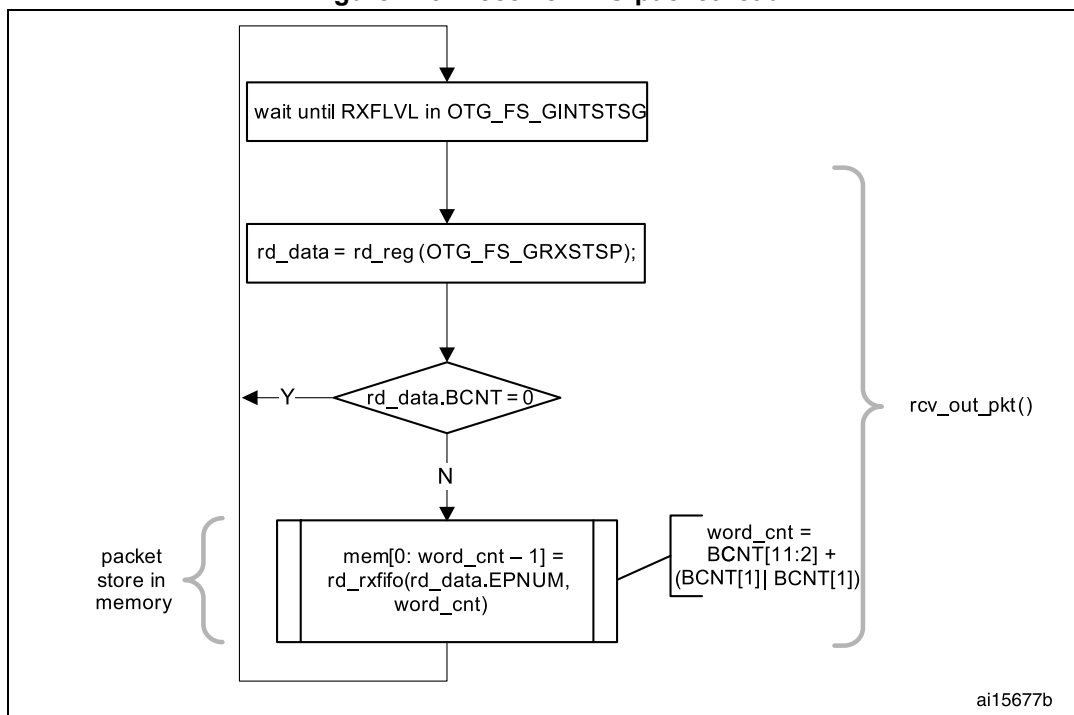 wait until RXFLVL in OTG_FS_GINTSTSG
rd_data = rd_reg (OTG_FS_GRXSTSP);
rd_data.BCNT = 0
Y
N
rcv_out_pkt()
packet
store in
memory
mem[0: word_cnt – 1] =
rd_rxfifo(rd_data.EPNUM,
word_cnt)
word_cnt =
BCNT[11:2] +
(BCNT[1] | BCNT[1])
ai15677b